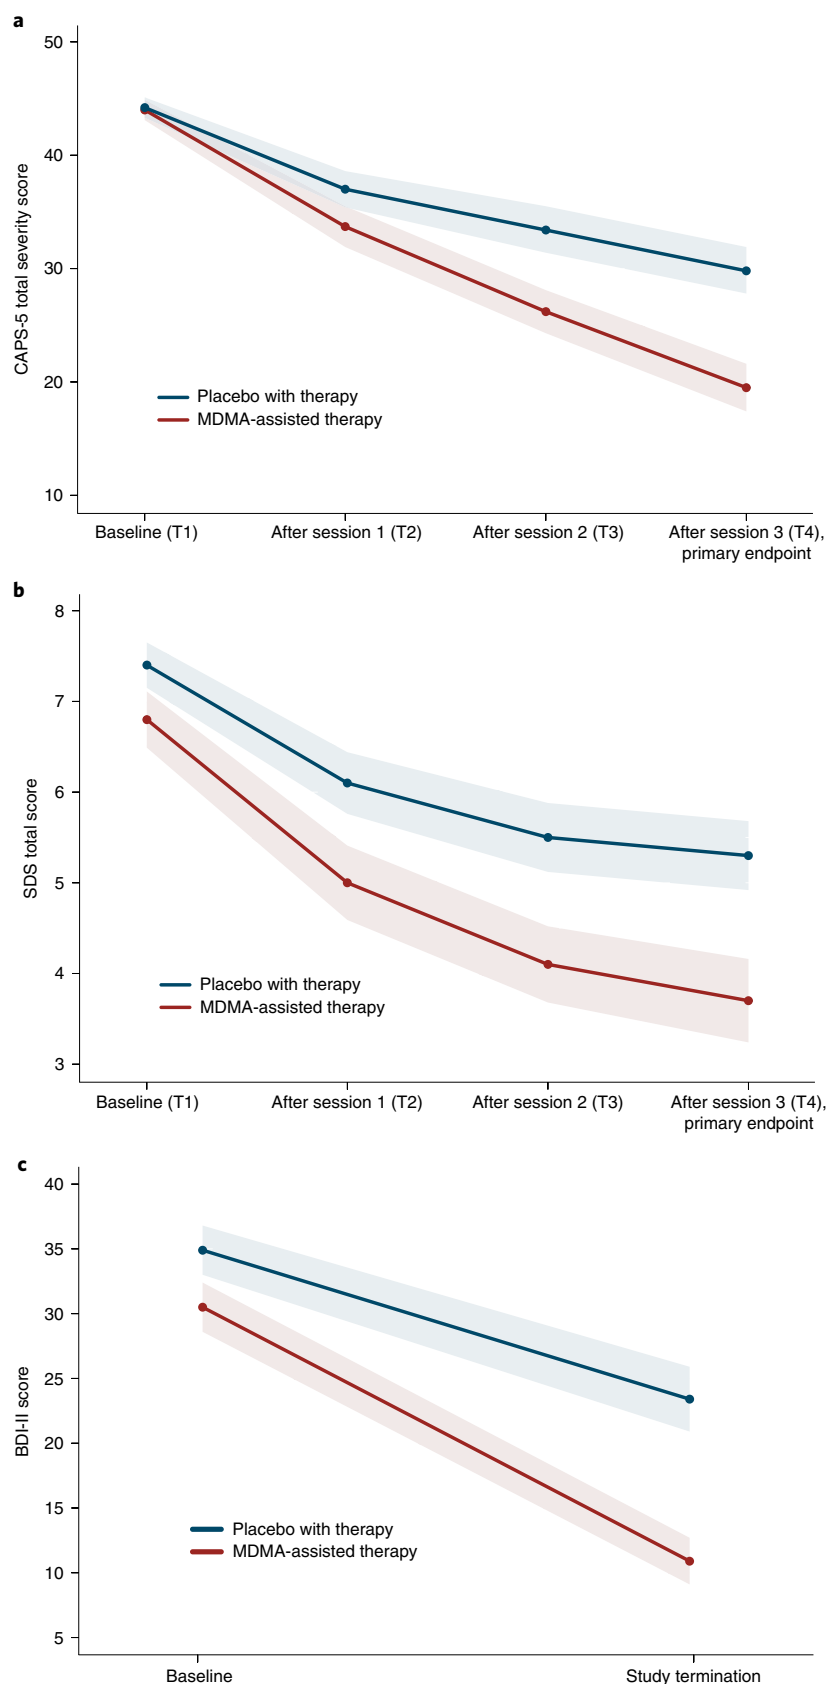 a
50
40
30
20
10
CAPS-5 total severity score
Placebo with therapy
MDMA-assisted therapy
Baseline (T1)
After session 1 (T2)
After session 2 (T3)
After session 3 (T4),
primary endpoint
b
8
7
6
5
4
3
SDS total score
Placebo with therapy
MDMA-assisted therapy
Baseline (T1)
After session 1 (T2)
After session 2 (T3)
After session 3 (T4),
primary endpoint
c
40
35
30
25
20
15
10
5
BDI-II score
Placebo with therapy
MDMA-assisted therapy
Baseline
Study termination